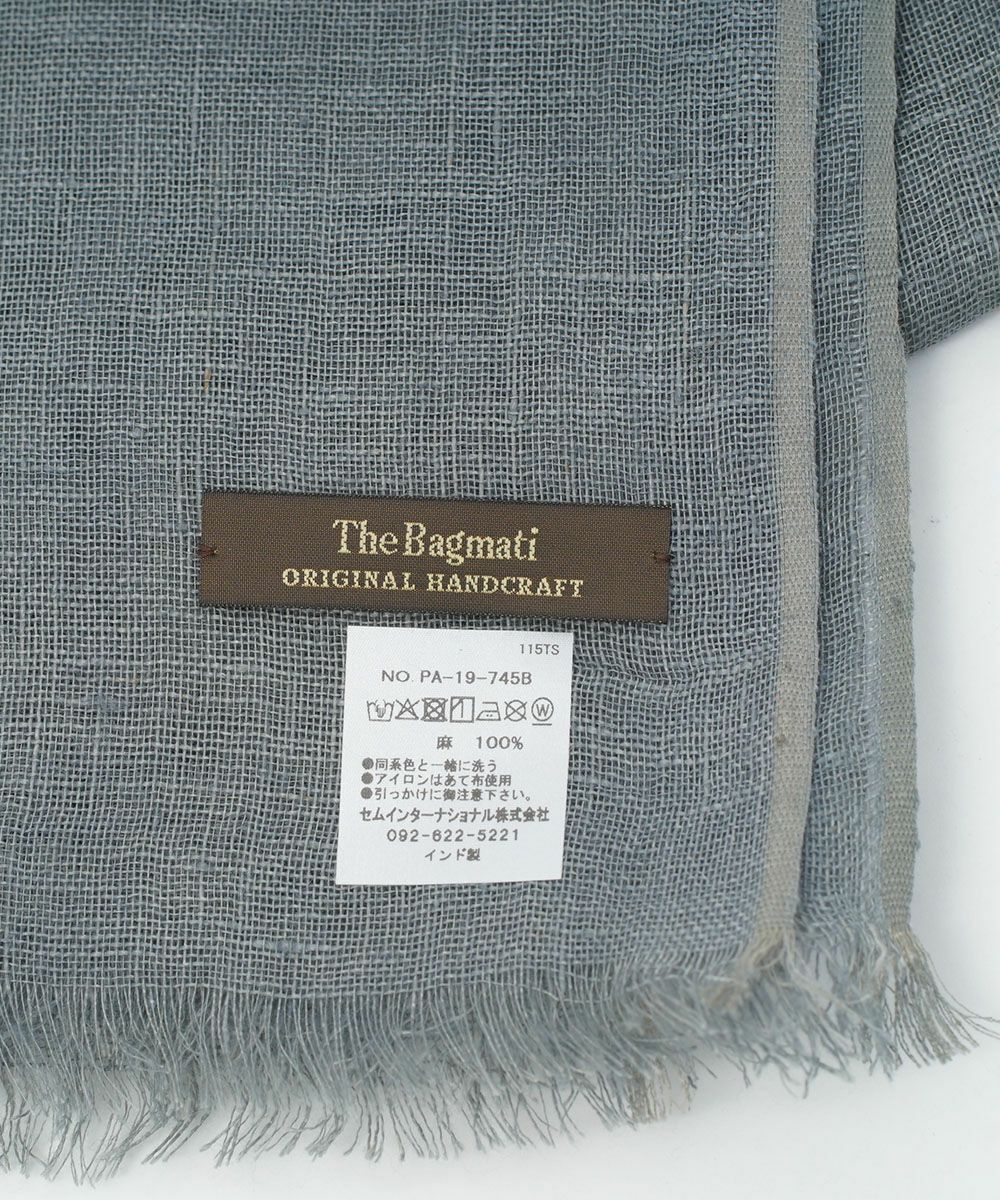 The Bagmati
ORIGINAL HANDCRAFT
115TS
NO. PA-19-745B
W
麻 100%
●同系色と一緒に洗う
●アイロンはあて布使用
●引っかけに御注意下さい。
セムインターナショナル株式会社
092-622-5221
インド製